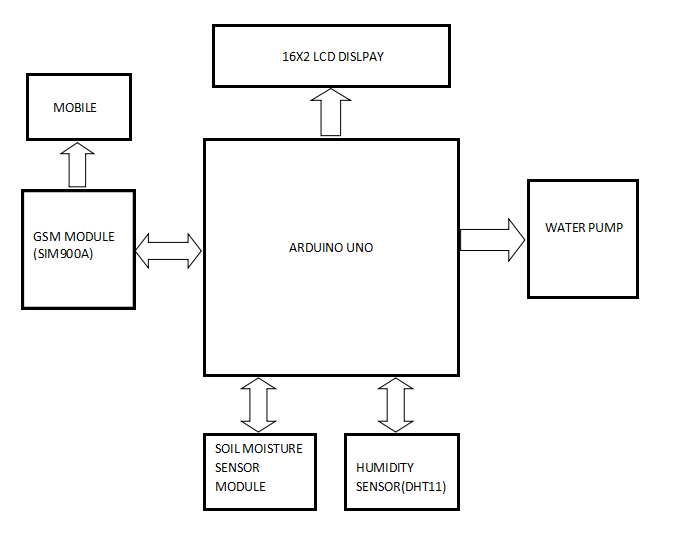 16X2 LCD DISLPAY
MOBILE
GSM MODULE
(SIM900A)
ARDUINO UNO
WATER PUMP
SOIL MOISTURE
SENSOR
MODULE
HUMIDITY
SENSOR(DHT11)